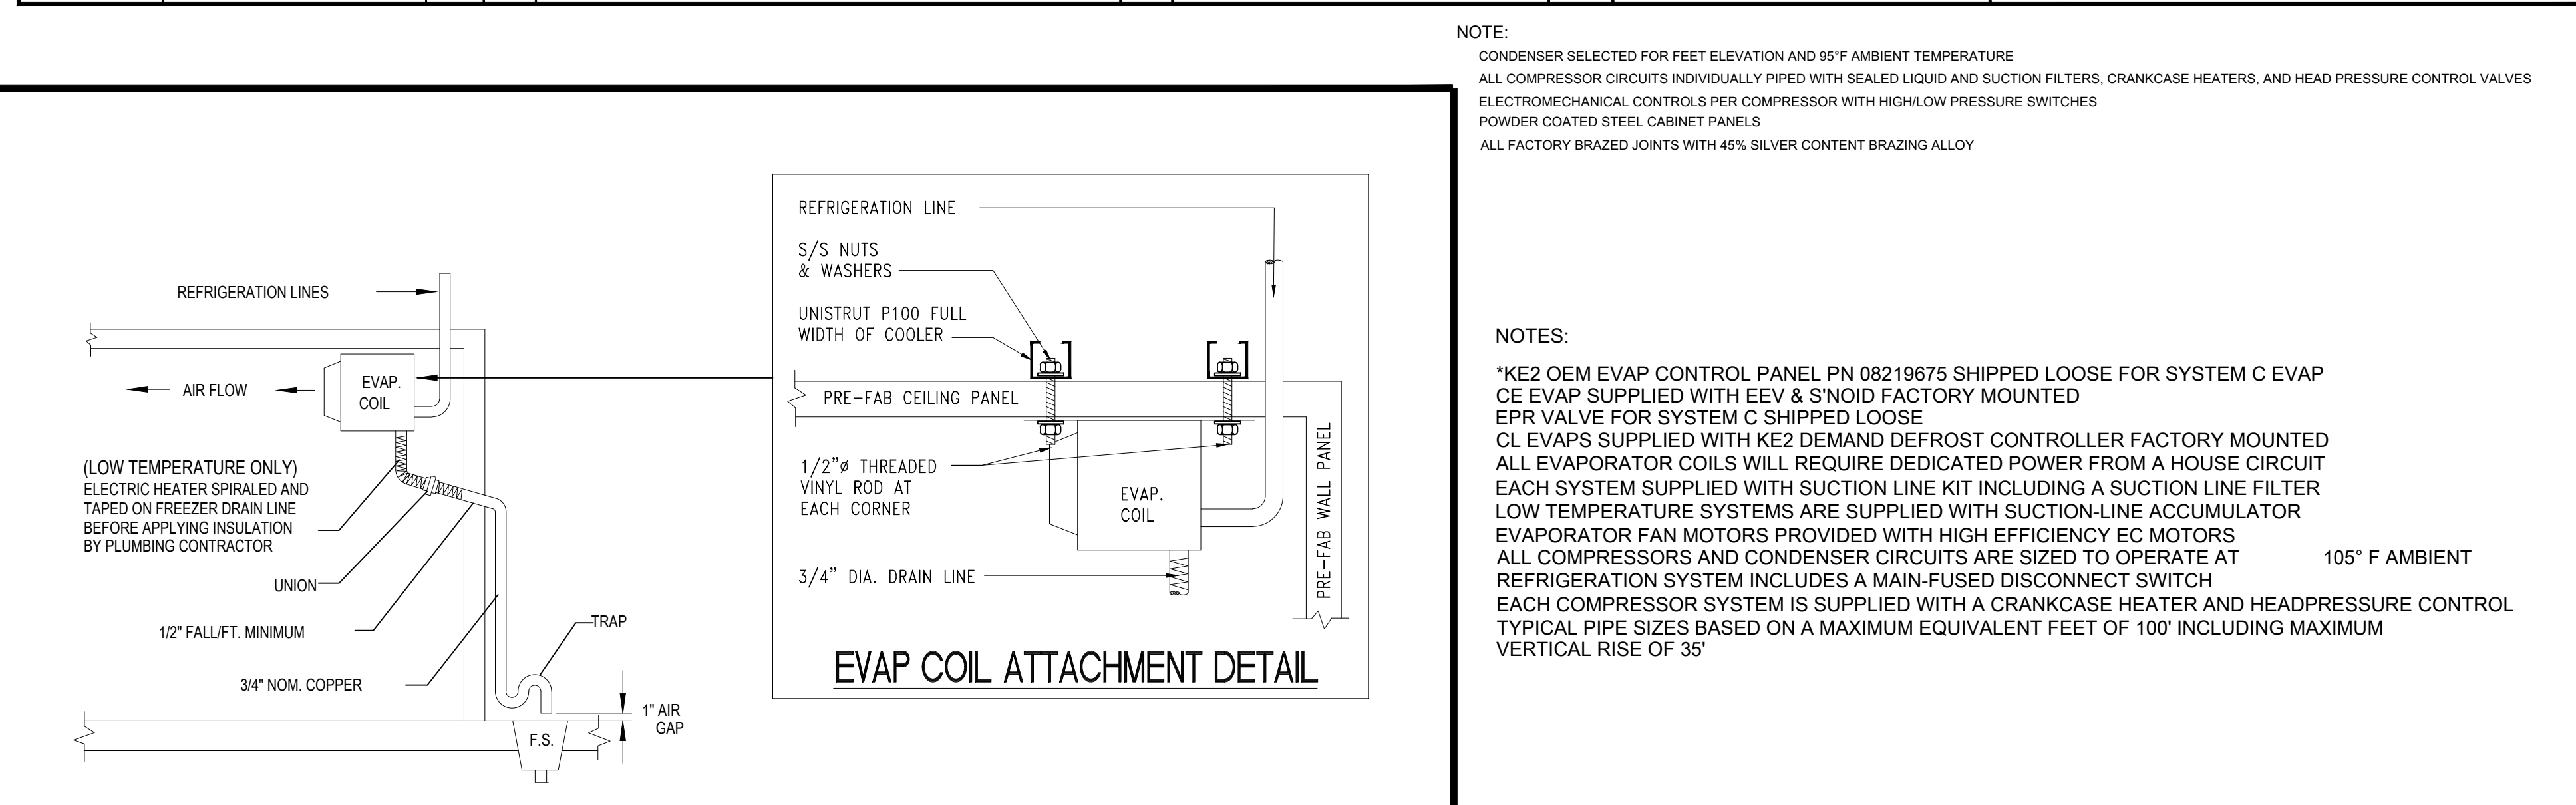 NOTE:
CONDENSER SELECTED FOR FEET ELEVATION AND 95°F AMBIENT TEMPERATURE
ALL COMPRESSOR CIRCUITS INDIVIDUALLY PIPED WITH SEALED LIQUID AND SUCTION FILTERS, CRANKCASE HEATERS, AND HEAD PRESSURE CONTROL VALVES
ELECTROMECHANICAL CONTROLS PER COMPRESSOR WITH HIGH/LOW PRESSURE SWITCHES
POWDER COATED STEEL CABINET PANELS
ALL FACTORY BRAZED JOINTS WITH 45% SILVER CONTENT BRAZING ALLOY
REFRIGERATION LINES
AIR FLOW
EVAP.
COIL
(LOW TEMPERATURE ONLY)
ELECTRIC HEATER SPIRALED AND
TAPED ON FREEZER DRAIN LINE
BEFORE APPLYING INSULATION
BY PLUMBING CONTRACTOR
UNION
1/2" FALL/FT. MINIMUM
3/4" NOM. COPPER
TRAP
1" AIR
GAP
F.S.
REFRIGERATION LINE
S/S NUTS
& WASHERS
UNISTRUT P100 FULL
WIDTH OF COOLER
PRE-FAB CEILING PANEL
1/2"ø THREADED
VINYL ROD AT
EACH CORNER
EVAP.
COIL
3/4" DIA. DRAIN LINE
PRE-FAB WALL PANEL
EVAP COIL ATTACHMENT DETAIL
NOTES:
*KE2 OEM EVAP CONTROL PANEL PN 08219675 SHIPPED LOOSE FOR SYSTEM C EVAP
CE EVAP SUPPLIED WITH EEV & S'NOID FACTORY MOUNTED
EPR VALVE FOR SYSTEM C SHIPPED LOOSE
CL EVAPS SUPPLIED WITH KE2 DEMAND DEFROST CONTROLLER FACTORY MOUNTED
ALL EVAPORATOR COILS WILL REQUIRE DEDICATED POWER FROM A HOUSE CIRCUIT
EACH SYSTEM SUPPLIED WITH SUCTION LINE KIT INCLUDING A SUCTION LINE FILTER
LOW TEMPERATURE SYSTEMS ARE SUPPLIED WITH SUCTION-LINE ACCUMULATOR
EVAPORATOR FAN MOTORS PROVIDED WITH HIGH EFFICIENCY EC MOTORS
ALL COMPRESSORS AND CONDENSER CIRCUITS ARE SIZED TO OPERATE AT 105° F AMBIENT
REFRIGERATION SYSTEM INCLUDES A MAIN-FUSED DISCONNECT SWITCH
EACH COMPRESSOR SYSTEM IS SUPPLIED WITH A CRANKCASE HEATER AND HEADPRESSURE CONTROL
TYPICAL PIPE SIZES BASED ON A MAXIMUM EQUIVALENT FEET OF 100' INCLUDING MAXIMUM
VERTICAL RISE OF 35'